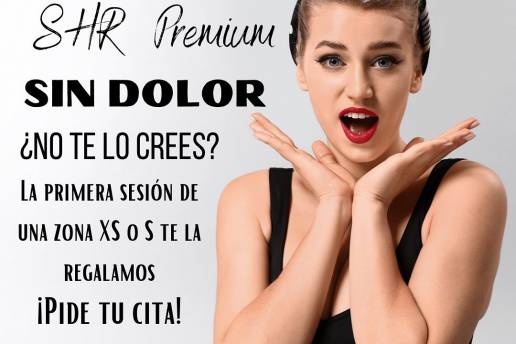 SHR Premium
SIN DOLOR
¿NO TE LO CREES?
LA PRIMERA SESIÓN DE
UNA ZONA XS O S TE LA
REGALAMOS
¡PIDE TU CITA!